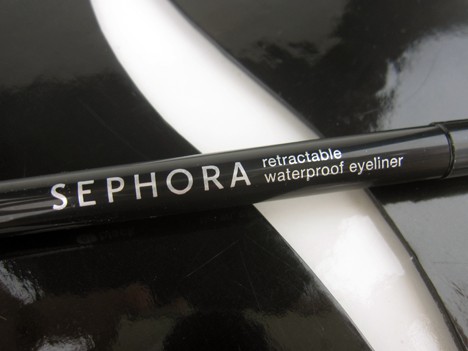 SEPHORA
retractable
waterproof eyeliner